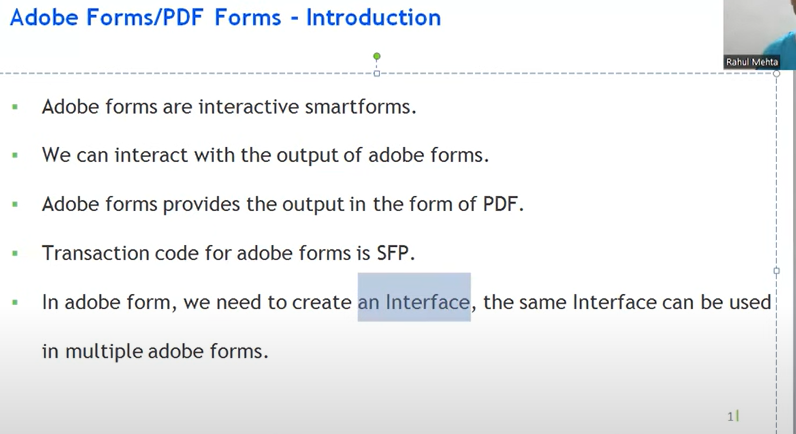 Adobe Forms/PDF Forms - Introduction
Rahul Mehta
Adobe forms are interactive smartforms.
We can interact with the output of adobe forms.
Adobe forms provides the output in the form of PDF.
Transaction code for adobe forms is SFP.
In adobe form, we need to create an Interface, the same Interface can be used
in multiple adobe forms.
1